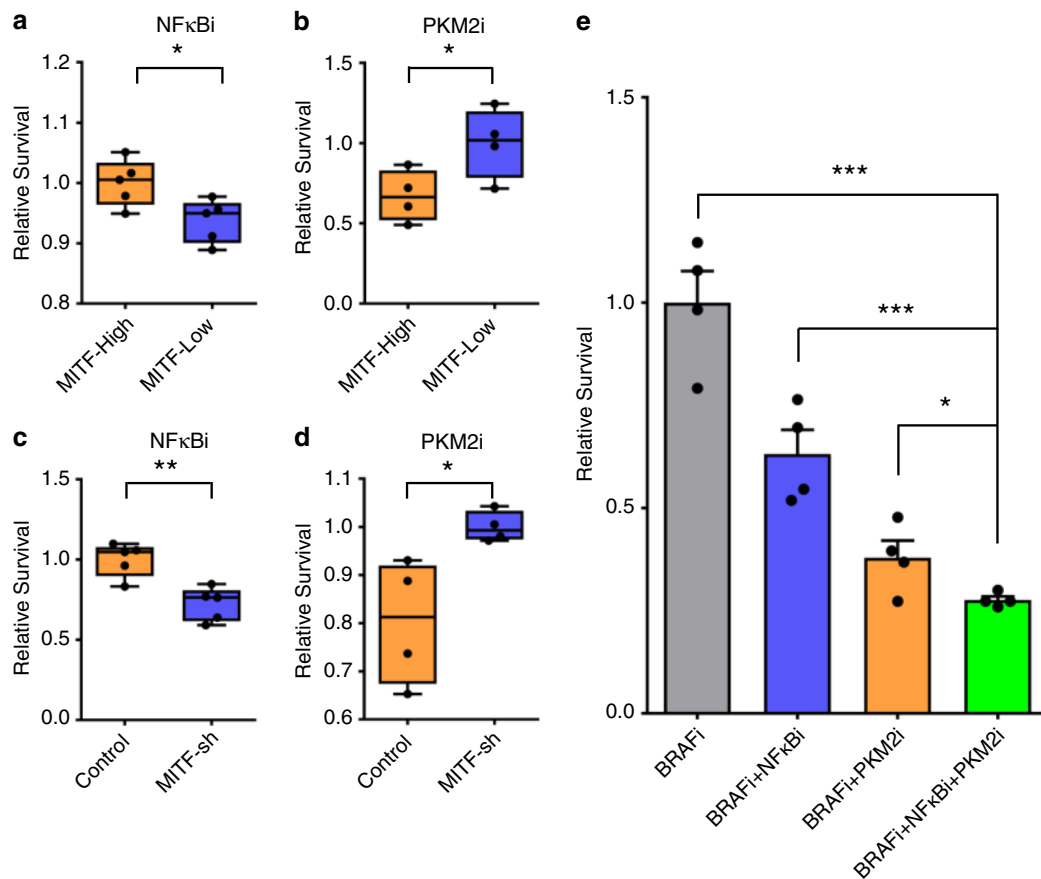 a
NFκBi
*
1.2
1.1
1.0
0.9
0.8
Relative Survival
MITF-High
MITF-Low
b
PKM2i
*
1.5
1.0
0.5
0.0
Relative Survival
MITF-High
MITF-Low
c
NFκBi
**
1.5
1.0
0.5
0.0
Relative Survival
Control
MITF-sh
d
PKM2i
*
1.1
1.0
0.9
0.8
0.7
0.6
Relative Survival
Control
MITF-sh
e
1.5
1.0
0.5
0.0
Relative Survival
***
***
*
BRAFi
BRAFi+NFκBi
BRAFi+PKM2i
BRAFi+NFκBi+PKM2i